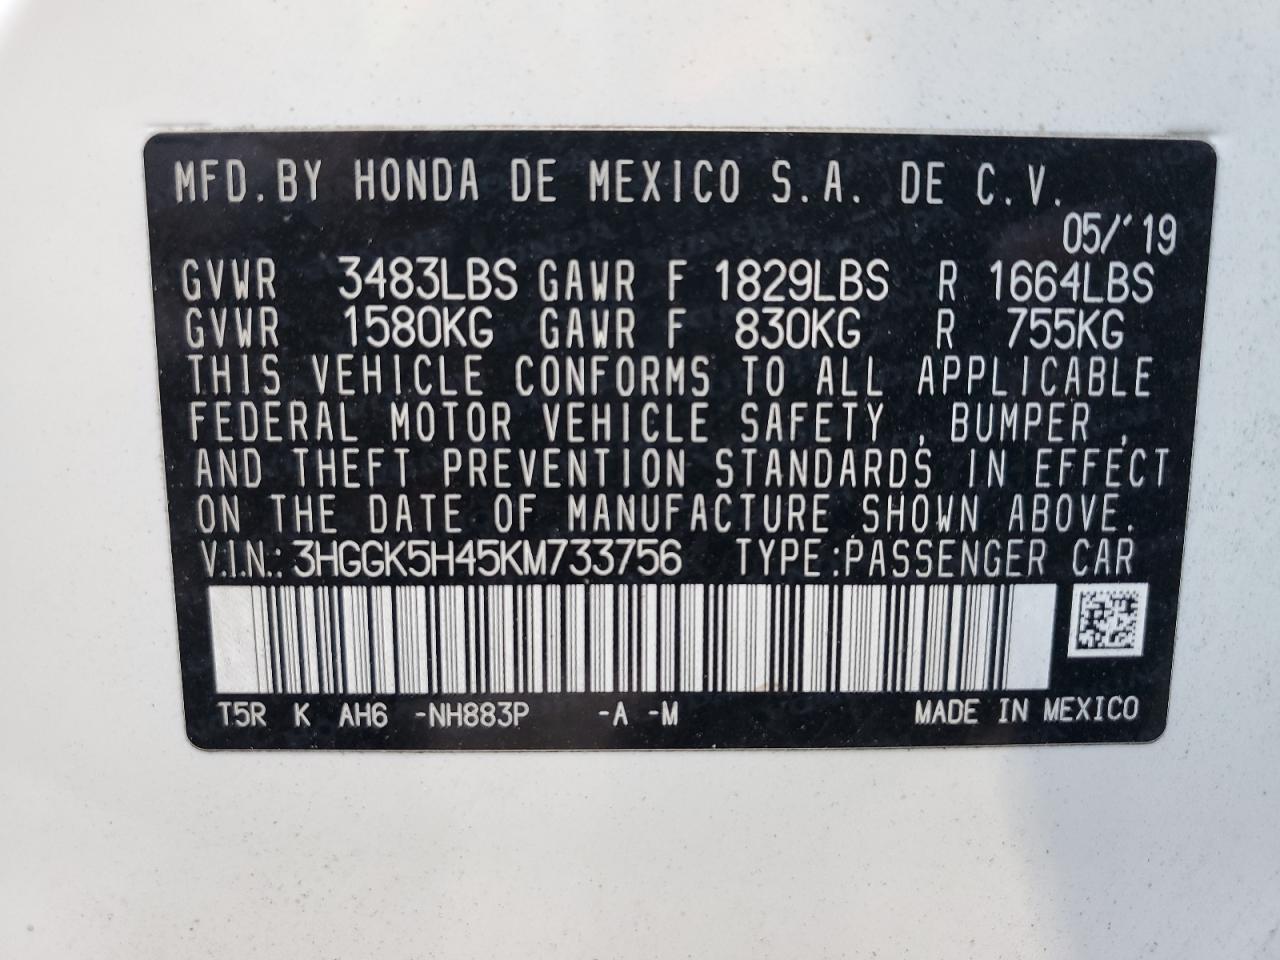 MFD. BY HONDA DE MEXICO S.A. DE C.V.
05/'19
GVWR 3483LBS GAWR F 1829LBS R 1664LBS
GVWR 1580KG GAWR F 830KG R 755KG
THIS VEHICLE CONFORMS TO ALL APPLICABLE
FEDERAL MOTOR VEHICLE SAFETY , BUMPER ,
AND THEFT PREVENTION STANDARDS IN EFFECT
ON THE DATE OF MANUFACTURE SHOWN ABOVE.
V.I.N.: 3HGGK5H45KM733756 TYPE:PASSENGER CAR
T5R K AH6 -NH883P -A -M MADE IN MEXICO